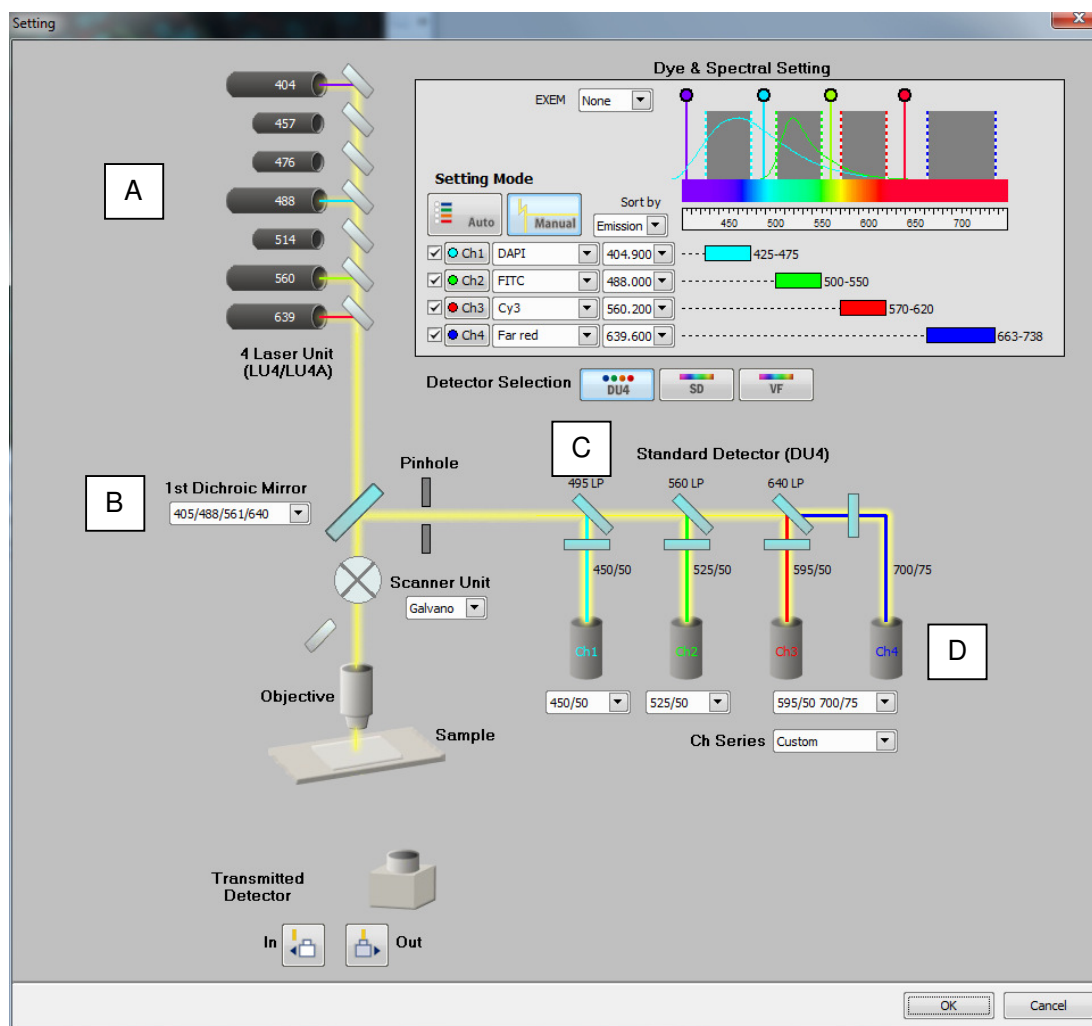 Setting
Dye & Spectral Setting
404
EXEM None
457
476
A
Setting Mode
488
Auto Manual
Sort by
Emission
450 500 550 600 650 700
514
Ch1 DAPI 404.900 425-475
560
Ch2 FITC 488.000 500-550
639
Ch3 Cy3 560.200 570-620
Ch4 Far red 639.600 663-738
4 Laser Unit
(LU4/LU4A)
Detector Selection DU4 SD VF
C
Standard Detector (DU4)
Pinhole
495 LP 560 LP 640 LP
B
1st Dichroic Mirror
405/488/561/640
450/50 525/50 595/50 700/75
Scanner Unit
Galvano
Ch1 Ch2 Ch3 Ch4
D
Objective
450/50 525/50 595/50 700/75
Sample
Ch Series Custom
Transmitted
Detector
In Out
OK Cancel